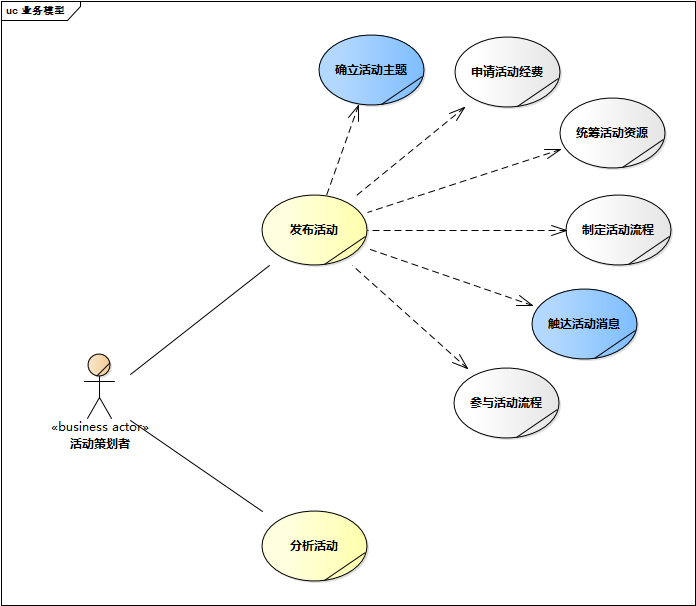 uc 业务模型
确立活动主题
申请活动经费
统筹活动资源
发布活动
制定活动流程
触达活动消息
参与活动流程
«business actor»
活动策划者
分析活动